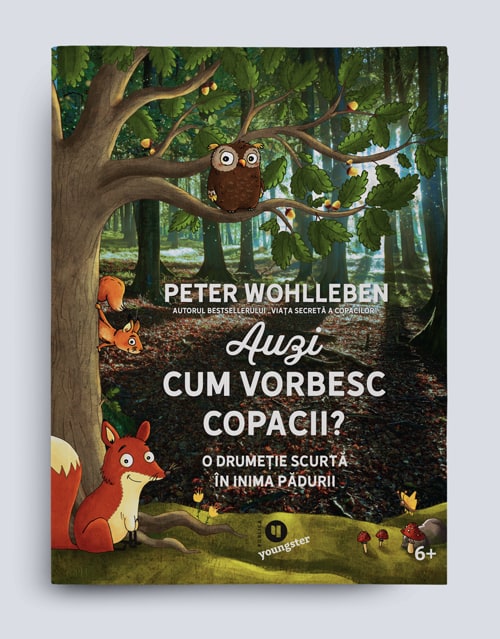 PETER WOHLLEBEN
AUTORUL BESTSELLERULUI „VIAȚA SECRETĂ A COPACILOR”
Auzi
CUM VORBESC
COPACII?
O DRUMEȚIE SCURTĂ
ÎN INIMA PĂDURII
youngster
6+